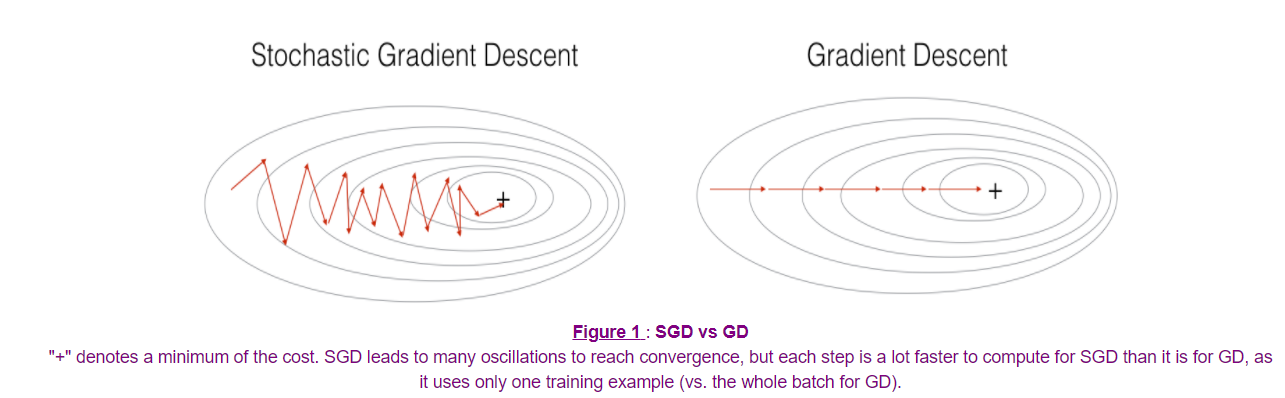 Stochastic Gradient Descent
Gradient Descent
+
+
Figure 1 : SGD vs GD
"+" denotes a minimum of the cost. SGD leads to many oscillations to reach convergence, but each step is a lot faster to compute for SGD than it is for GD, as
it uses only one training example (vs. the whole batch for GD).